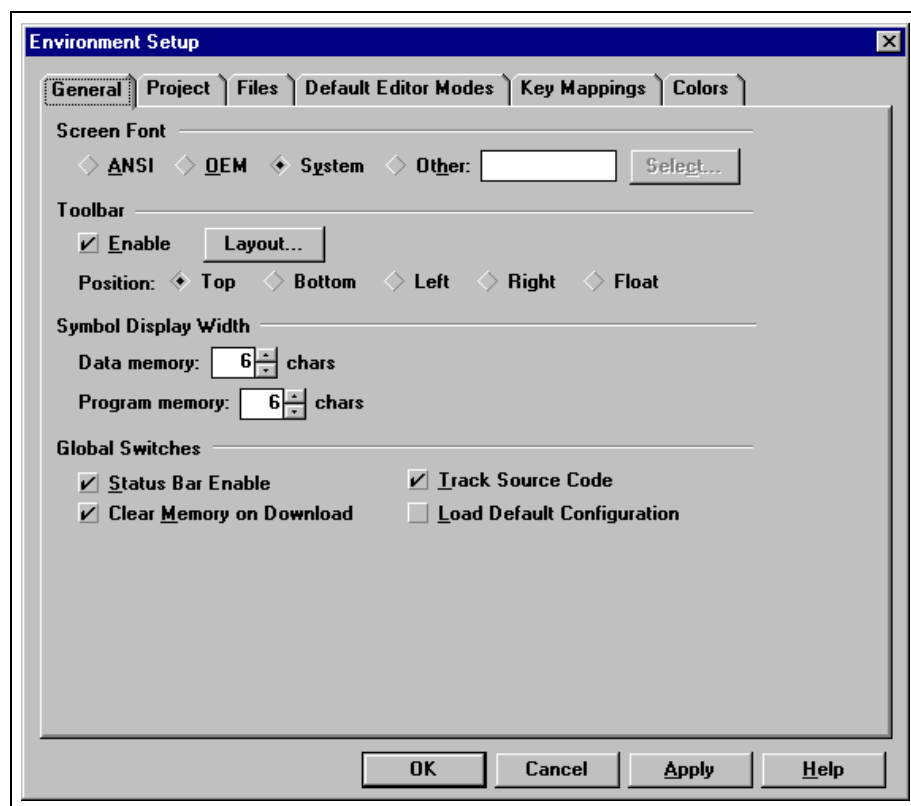 Environment Setup
General Project Files Default Editor Modes Key Mappings Colors
Screen Font
ANSI OEM System Other: Select...
Toolbar
Enable Layout...
Position: Top Bottom Left Right Float
Symbol Display Width
Data memory: 6 chars
Program memory: 6 chars
Global Switches
Status Bar Enable Track Source Code
Clear Memory on Download Load Default Configuration
OK Cancel Apply Help